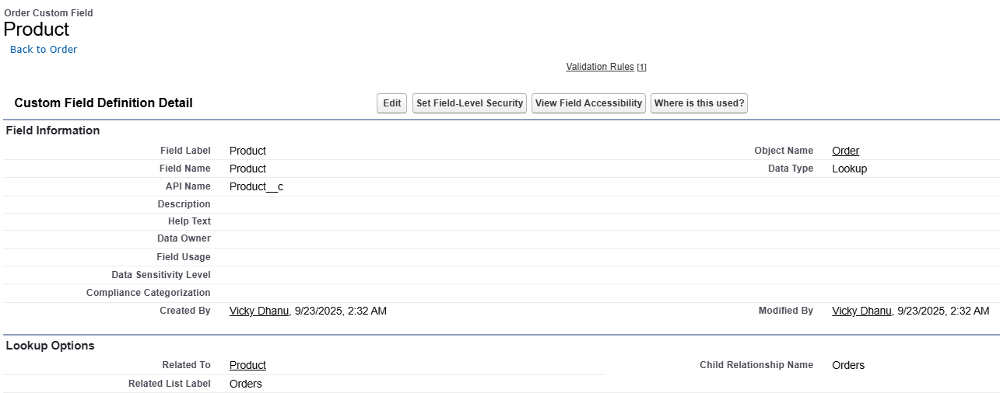 Order Custom Field
Product
Back to Order
Validation Rules [1]
Custom Field Definition Detail Edit Set Field-Level Security View Field Accessibility Where is this used?
Field Information
Field Label Product Object Name Order
Field Name Product Data Type Lookup
API Name Product__c
Description
Help Text
Data Owner
Field Usage
Data Sensitivity Level
Compliance Categorization
Created By Vicky Dhanu, 9/23/2025, 2:32 AM Modified By Vicky Dhanu, 9/23/2025, 2:32 AM
Lookup Options
Related To Product Child Relationship Name Orders
Related List Label Orders